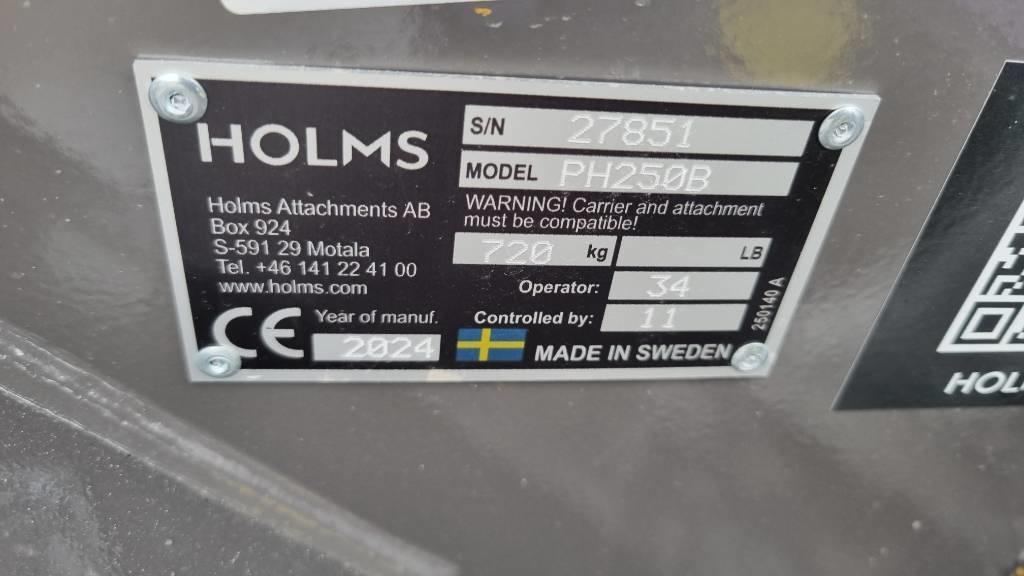 HOLMS
Holms Attachments AB
Box 924
S-591 29 Motala
Tel. +46 141 22 41 00
www.holms.com
CE
Year of manuf.
2024
S/N 27851
MODEL PH250B
WARNING! Carrier and attachment
must be compatible!
720 kg LB
Operator: 34
Controlled by: 11
MADE IN SWEDEN
250140 A